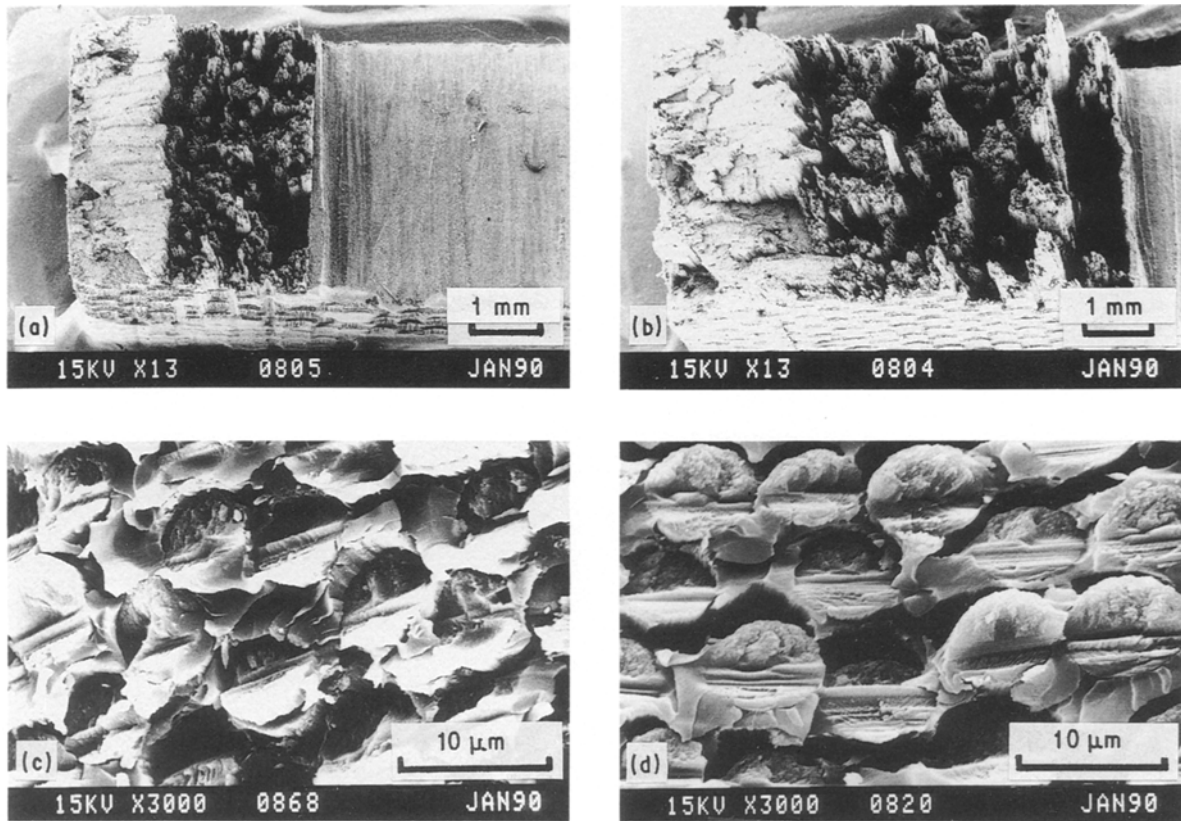 1 mm
(a)
15KV X13 0805 JAN90
1 mm
(b)
15KV X13 0804 JAN90
10 μm
(c)
15KV X3000 0868 JAN90
10 μm
(d)
15KV X3000 0820 JAN90